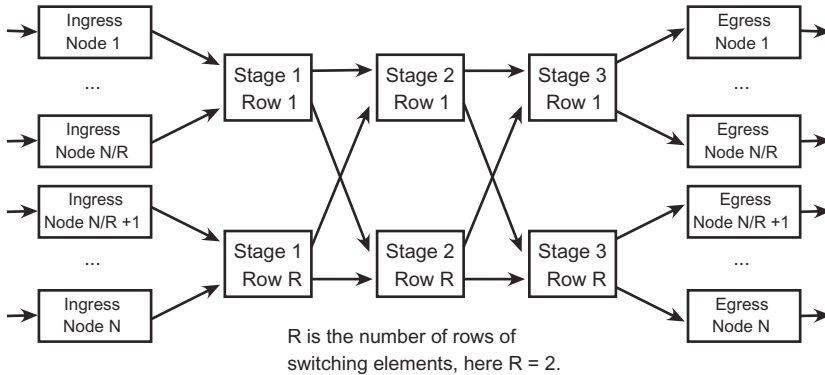 Ingress
Node 1
...
Ingress
Node N/R
Ingress
Node N/R +1
...
Ingress
Node N
Stage 1
Row 1
Stage 1
Row R
Stage 2
Row 1
Stage 2
Row R
Stage 3
Row 1
Stage 3
Row R
Egress
Node 1
...
Egress
Node N/R
Egress
Node N/R +1
...
Egress
Node N
R is the number of rows of
switching elements, here R = 2.